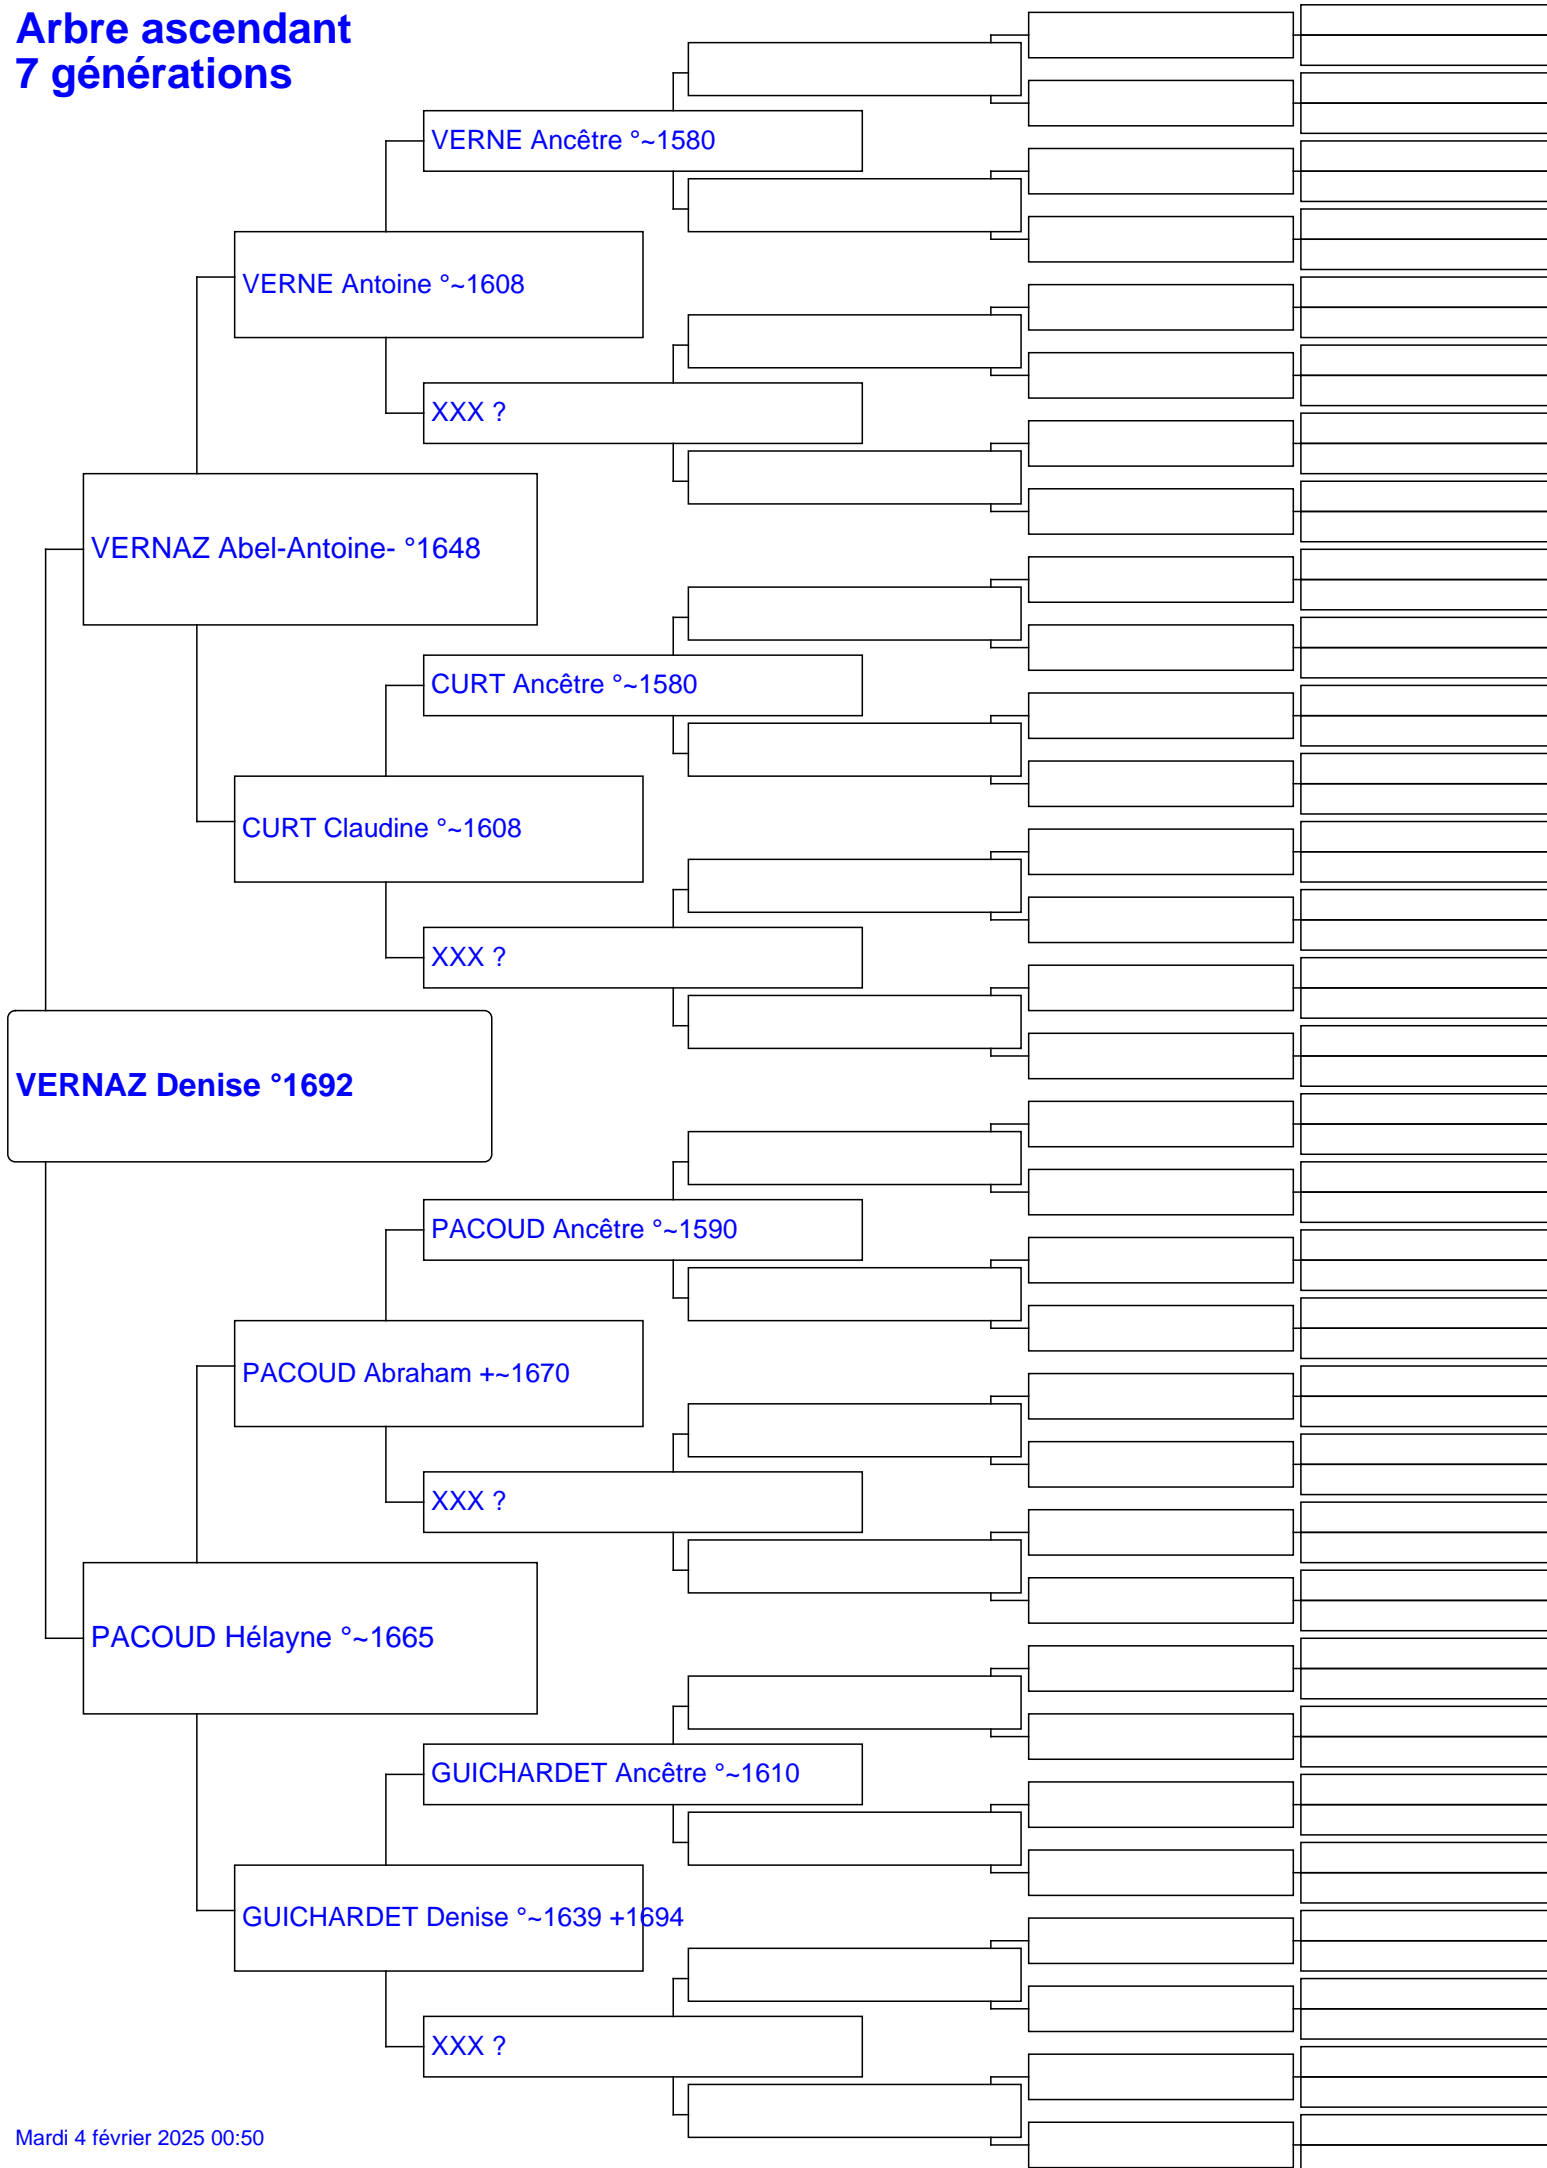 Arbre ascendant
7 générations
VERNE Ancêtre °~1580
VERNE Antoine °~1608
XXX ?
VERNAZ Abel-Antoine- °1648
CURT Ancêtre °~1580
CURT Claudine °~1608
XXX ?
VERNAZ Denise °1692
PACOUD Ancêtre °~1590
PACOUD Abraham +~1670
XXX ?
PACOUD Hélayne °~1665
GUICHARDET Ancêtre °~1610
GUICHARDET Denise °~1639 +1694
XXX ?
Mardi 4 février 2025 00:50